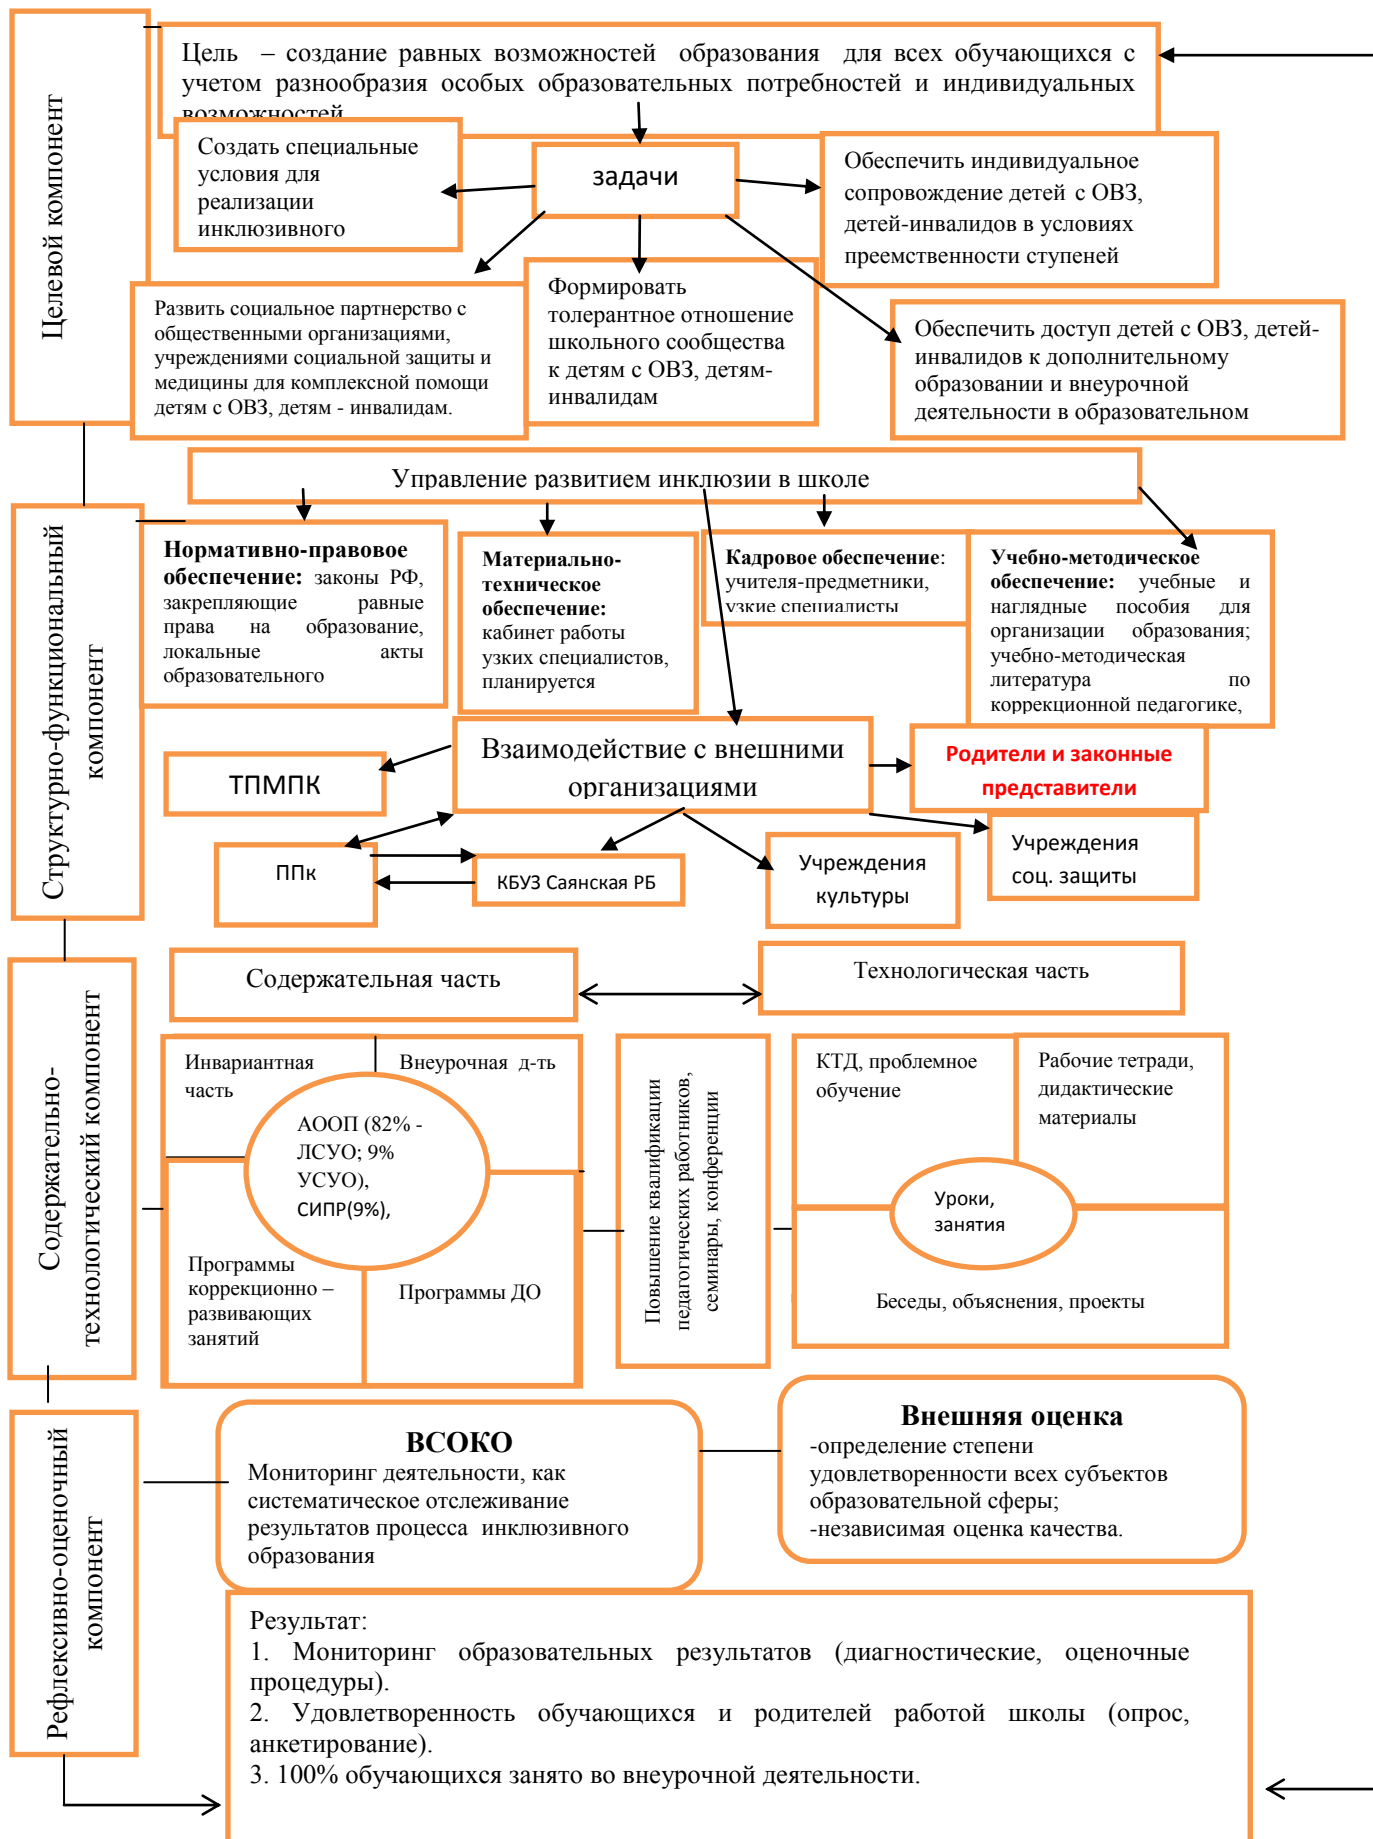 Целевой компонент
Цель – создание равных возможностей образования для всех обучающихся с
учетом разнообразия особых образовательных потребностей и индивидуальных
возможностей
задачи
Создать специальные
условия для
реализации
инклюзивного
Обеспечить индивидуальное
сопровождение детей с ОВЗ,
детей-инвалидов в условиях
преемственности ступеней
Развить социальное партнерство с
общественными организациями,
учреждениями социальной защиты и
медицины для комплексной помощи
детям с ОВЗ, детям - инвалидам.
Формировать
толерантное отношение
школьного сообщества
к детям с ОВЗ, детям-
инвалидам
Обеспечить доступ детей с ОВЗ, детей-
инвалидов к дополнительному
образовании и внеурочной
деятельности в образовательном
Структурно-функциональный
компонент
Управление развитием инклюзии в школе
Нормативно-правовое
обеспечение: законы РФ,
закрепляющие равные
права на образование,
локальные акты
образовательного
Материально-
техническое
обеспечение:
кабинет работы
узких специалистов,
планируется
Кадровое обеспечение:
учителя-предметники,
узкие специалисты
Учебно-методическое
обеспечение: учебные и
наглядные пособия для
организации образования;
учебно-методическая
литература по
коррекционной педагогике,
Взаимодействие с внешними
организациями
ТПМПК
Родители и законные
представители
ППк
КБУЗ Саянская РБ
Учреждения
культуры
Учреждения
соц. защиты
Содержательно-
технологический компонент
Содержательная часть
Технологическая часть
Инвариантная
часть
Внеурочная д-ть
АООП (82% -
ЛСУО; 9%
УСУО),
СИПР(9%),
Программы
коррекционно –
развивающих
занятий
Программы ДО
Повышение квалификации
педагогических работников,
семинары, конференции
КТД, проблемное
обучение
Рабочие тетради,
дидактические
материалы
Уроки,
занятия
Беседы, объяснения, проекты
Рефлексивно-оценочный
компонент
ВСОКО
Мониторинг деятельности, как
систематическое отслеживание
результатов процесса инклюзивного
образования
Внешняя оценка
-определение степени
удовлетворенности всех субъектов
образовательной сферы;
-независимая оценка качества.
Результат:
1. Мониторинг образовательных результатов (диагностические, оценочные
процедуры).
2. Удовлетворенность обучающихся и родителей работой школы (опрос,
анкетирование).
3. 100% обучающихся занято во внеурочной деятельности.